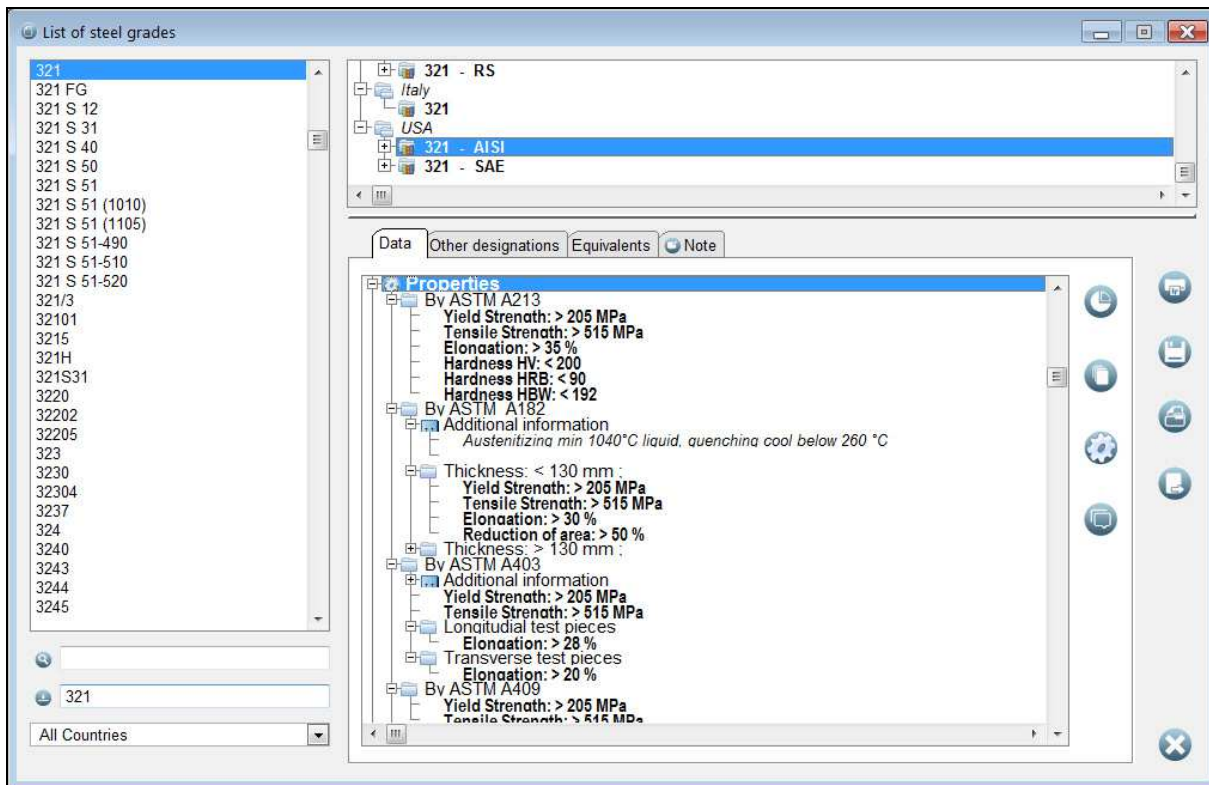 List of steel grades
321
321 FG
321 S 12
321 S 31
321 S 40
321 S 50
321 S 51
321 S 51 (1010)
321 S 51 (1105)
321 S 51-490
321 S 51-510
321 S 51-520
321/3
32101
3215
321H
321S31
3220
32202
32205
323
3230
32304
3237
324
3240
3243
3244
3245
321
All Countries
321 - RS
Italy
321
USA
321 - AISI
321 - SAE
Data Other designations Equivalents Note
Properties
By ASTM A213
Yield Strength: > 205 MPa
Tensile Strength: > 515 MPa
Elongation: > 35 %
Hardness HV: < 200
Hardness HRB: < 90
Hardness HBW: < 192
By ASTM A182
Additional information
Austenitizing min 1040°C liquid, quenching cool below 260 °C
Thickness: < 130 mm ;
Yield Strength: > 205 MPa
Tensile Strength: > 515 MPa
Elongation: > 30 %
Reduction of area: > 50 %
Thickness: > 130 mm ;
By ASTM A403
Additional information
Yield Strength: > 205 MPa
Tensile Strength: > 515 MPa
Longitudial test pieces
Elongation: > 28 %
Transverse test pieces
Elongation: > 20 %
By ASTM A409
Yield Strength: > 205 MPa
Tensile Strength: > 515 MPa